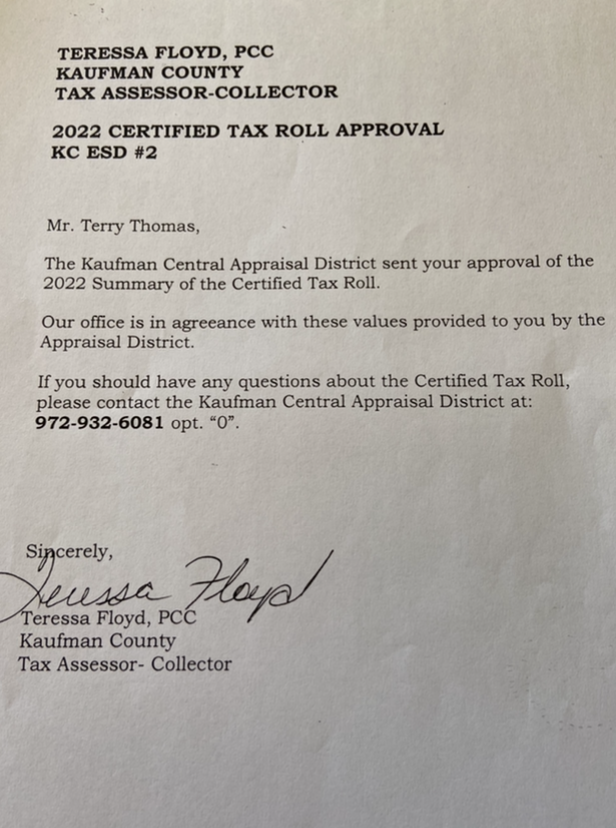 TERESSA FLOYD, PCC
KAUFMAN COUNTY
TAX ASSESSOR-COLLECTOR
2022 CERTIFIED TAX ROLL APPROVAL
KC ESD #2
Mr. Terry Thomas,
The Kaufman Central Appraisal District sent your approval of the
2022 Summary of the Certified Tax Roll.
Our office is in agreeance with these values provided to you by the
Appraisal District.
If you should have any questions about the Certified Tax Roll,
please contact the Kaufman Central Appraisal District at:
972-932-6081 opt. “0”.
Sincerely,
Teressa Floyd
Teressa Floyd, PCC
Kaufman County
Tax Assessor- Collector